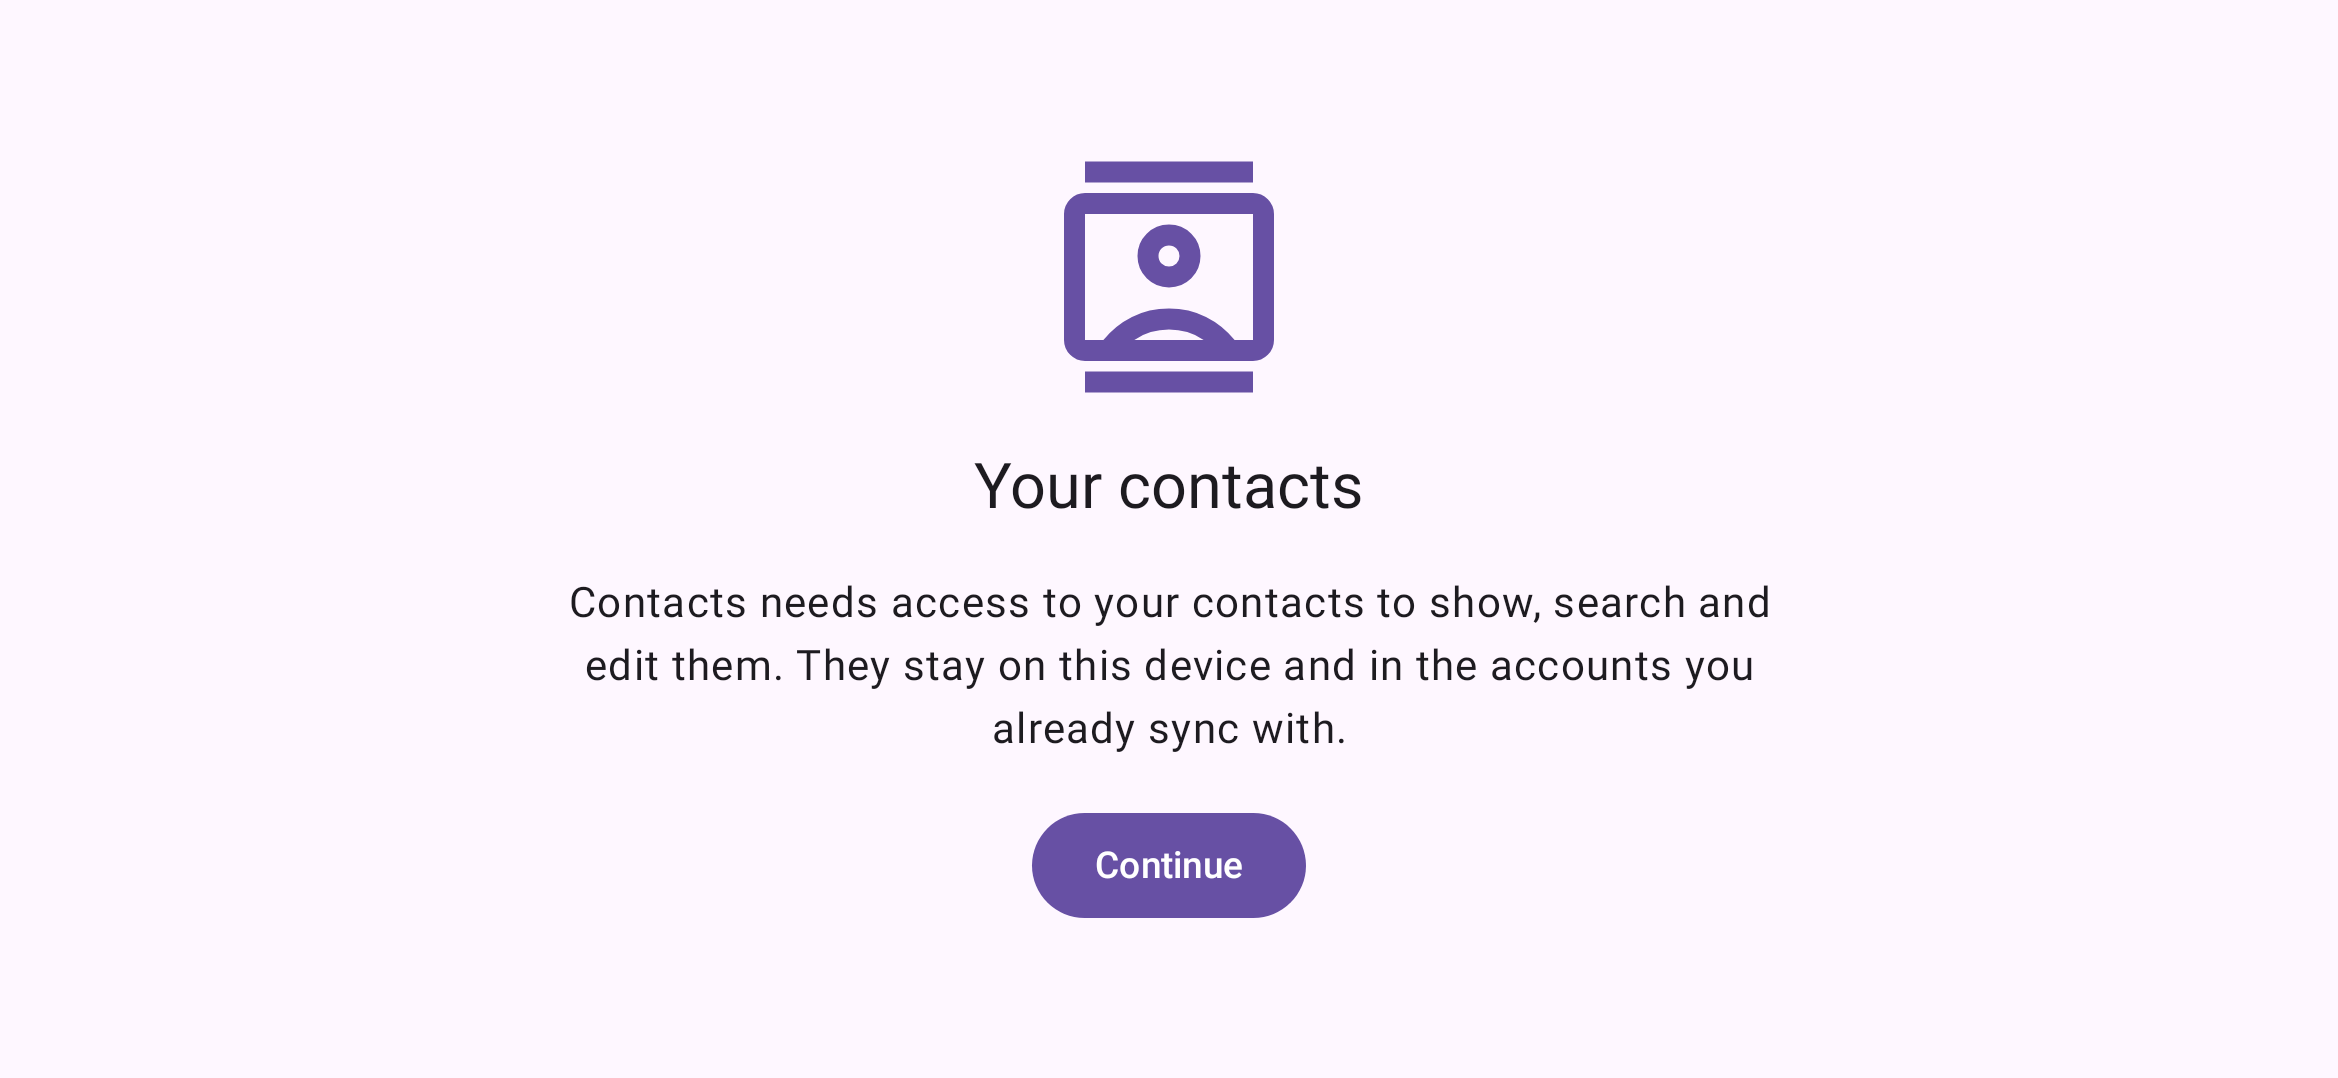 Your contacts
Contacts needs access to your contacts to show, search and
edit them. They stay on this device and in the accounts you
already sync with.
Continue